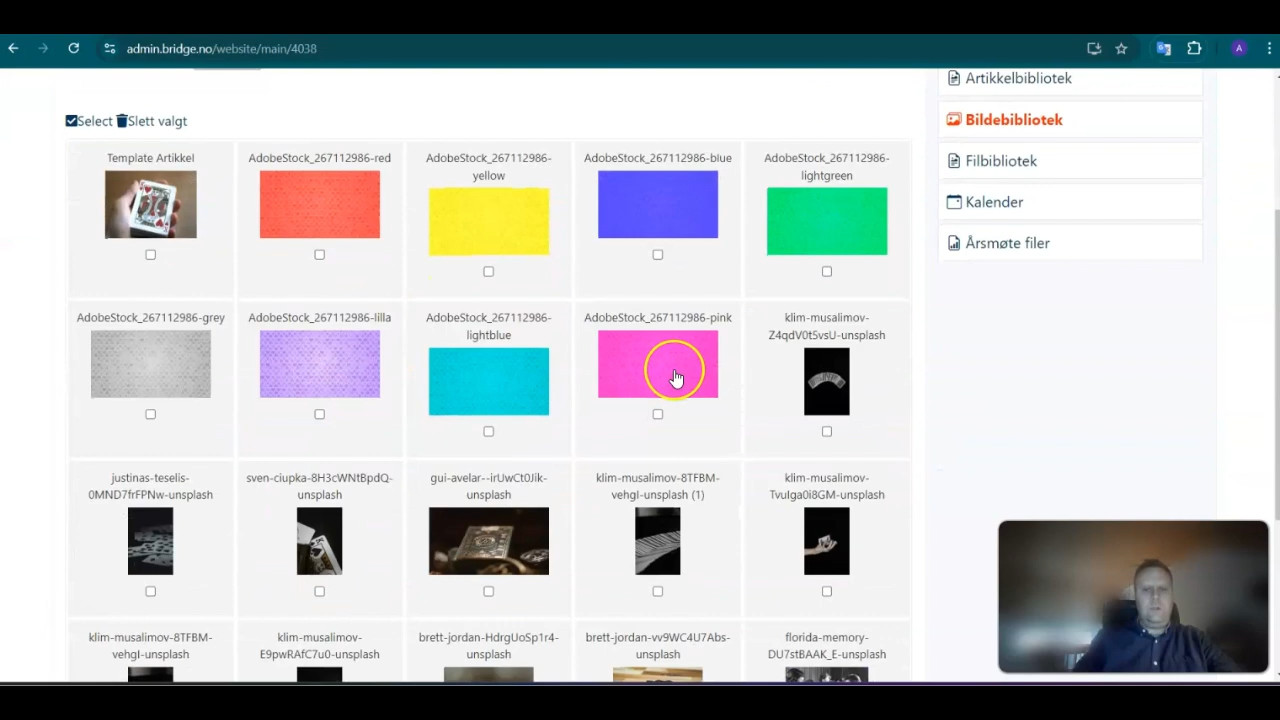 admin.bridge.no/website/main/4038
A
Select Slett valgt
Template Artikkel
AdobeStock_267112986-red
AdobeStock_267112986-
yellow
AdobeStock_267112986-blue
AdobeStock_267112986-
lightgreen
AdobeStock_267112986-grey
AdobeStock_267112986-lilla
AdobeStock_267112986-
lightblue
AdobeStock_267112986-pink
klim-musalimov-
Z4qdV0t5vsU-unsplash
justinas-teselis-
0MND7frFPNw-unsplash
sven-ciupka-8H3cWNtBpdQ-
unsplash
gui-avelar--irUwCt0Jik-
unsplash
klim-musalimov-8TFBM-
vehgI-unsplash (1)
klim-musalimov-
TvuIga0i8GM-unsplash
klim-musalimov-8TFBM-
vehgI-unsplash
klim-musalimov-
E9pwRAfC7u0-unsplash
brett-jordan-HdrgUoSp1r4-
unsplash
brett-jordan-vv9WC4U7Abs-
unsplash
florida-memory-
DU7stBAAK_E-unsplash
Artikkelbibliotek
Bildebibliotek
Filbibliotek
Kalender
Årsmøte filer